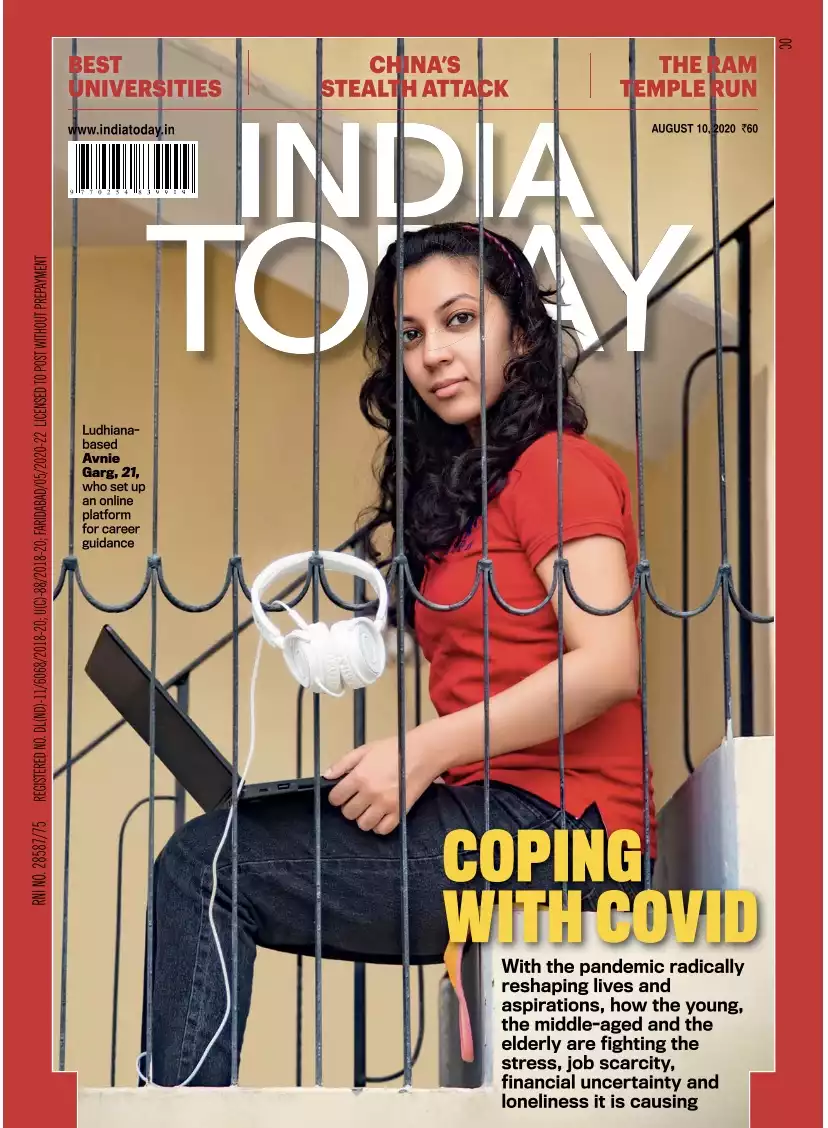 BEST
UNIVERSITIES
CHINA'S
STEALTH ATTACK
THE RAM
TEMPLE RUN
30
www.indiatoday.in
AUGUST 10, 2020 ₹60
9 770254 839919
INDIA
TODAY
Ludhiana-
based
Avnie
Garg, 21,
who set up
an online
platform
for career
guidance
RNI NO. 28587/75 REGISTERED NO. DL(ND)-11/6068/2018-20; U(C)-88/2018-20; FARIDABAD/05/2020-22 LICENSED TO POST WITHOUT PREPAYMENT
COPING
WITH COVID
With the pandemic radically
reshaping lives and
aspirations, how the young,
the middle-aged and the
elderly are fighting the
stress, job scarcity,
financial uncertainty and
loneliness it is causing